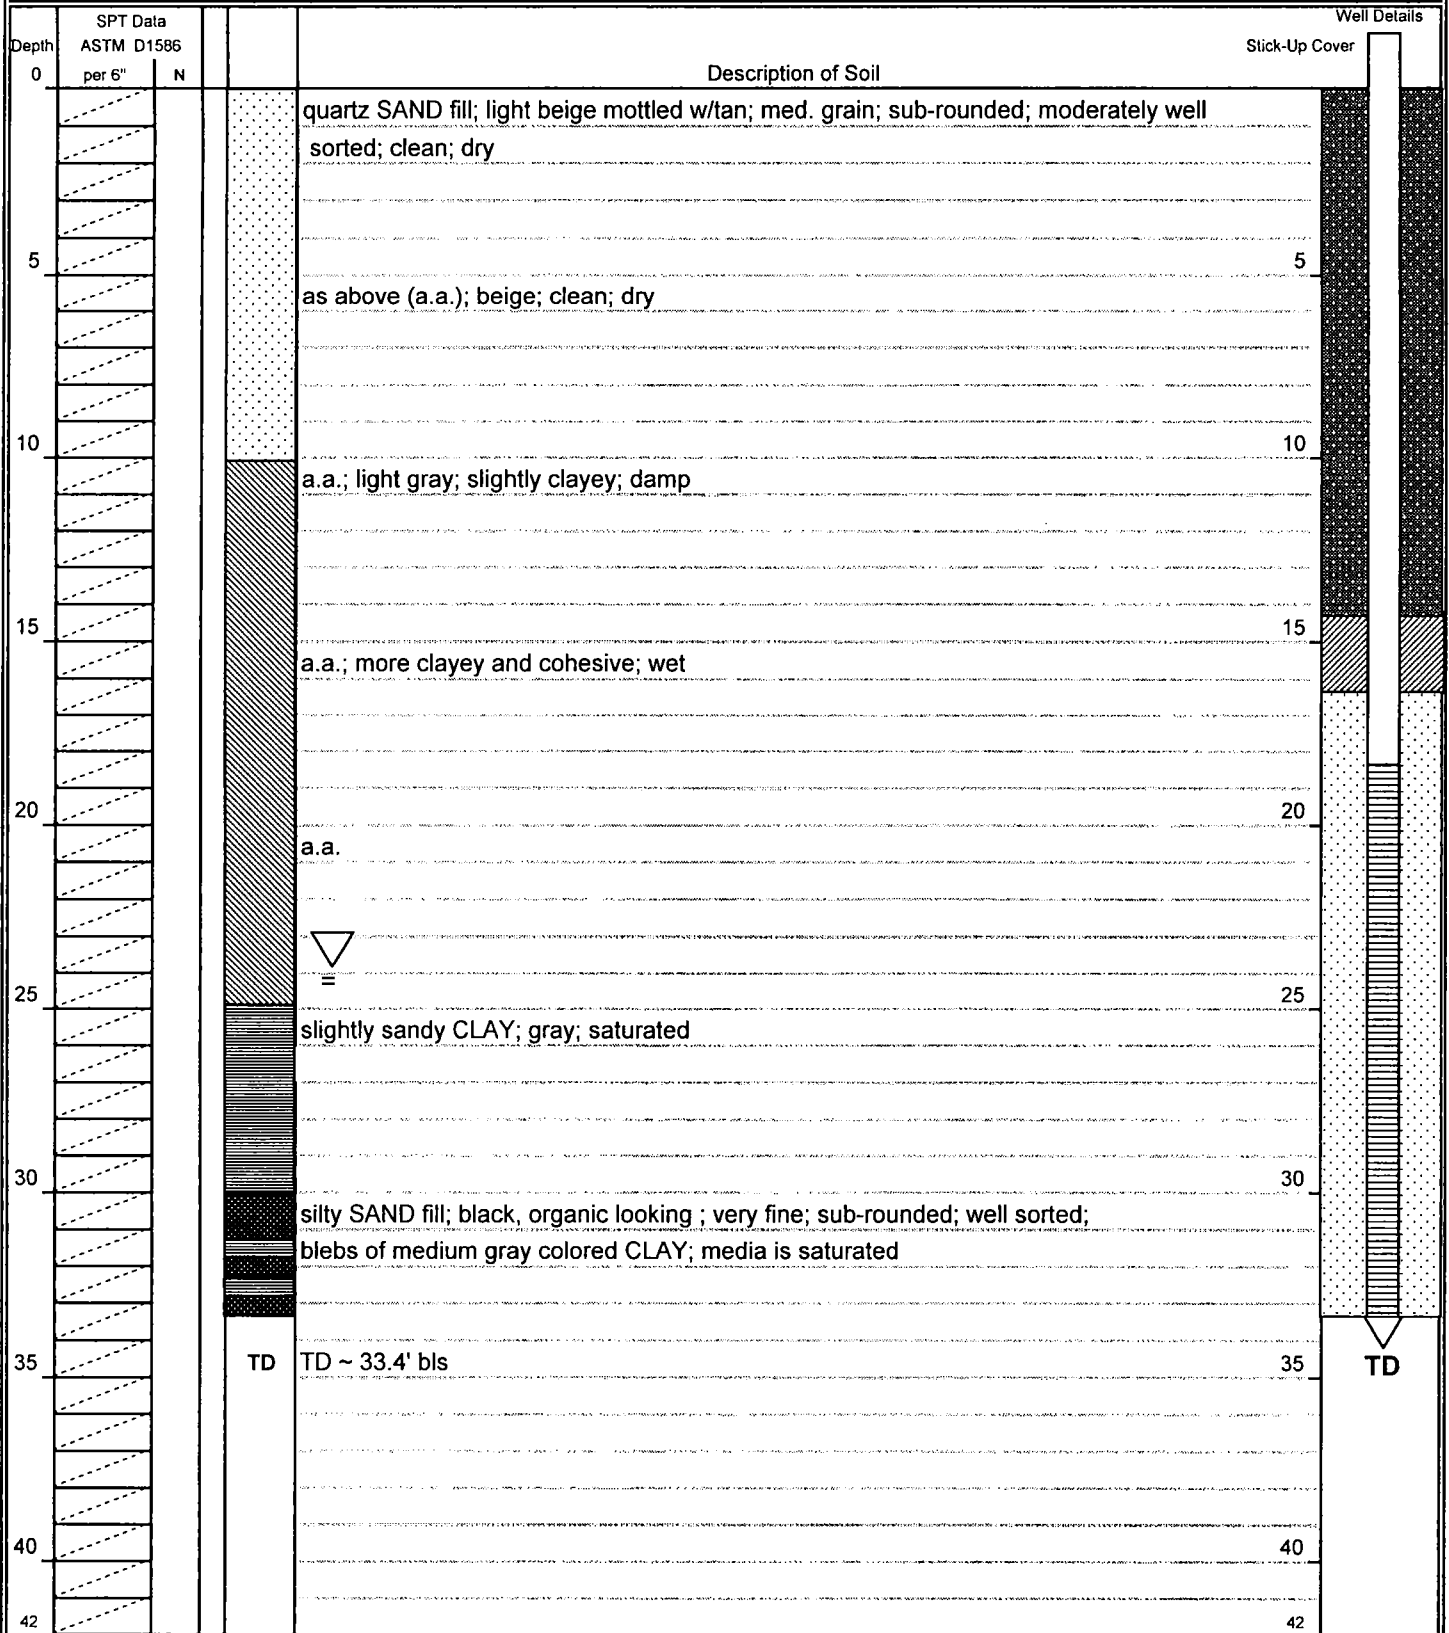 Well Details
SPT Data
Depth ASTM D1586 Stick-Up Cover
0 per 6" N Description of Soil
quartz SAND fill; light beige mottled w/tan; med. grain; sub-rounded; moderately well
sorted; clean; dry
5 5
as above (a.a.); beige; clean; dry
10 10
a.a.; light gray; slightly clayey; damp
15 15
a.a.; more clayey and cohesive; wet
20 20
a.a.
25 25
slightly sandy CLAY; gray; saturated
30 30
silty SAND fill; black, organic looking ; very fine; sub-rounded; well sorted;
blebs of medium gray colored CLAY; media is saturated
35 TD TD ~ 33.4' bls 35 TD
40 40
42 42